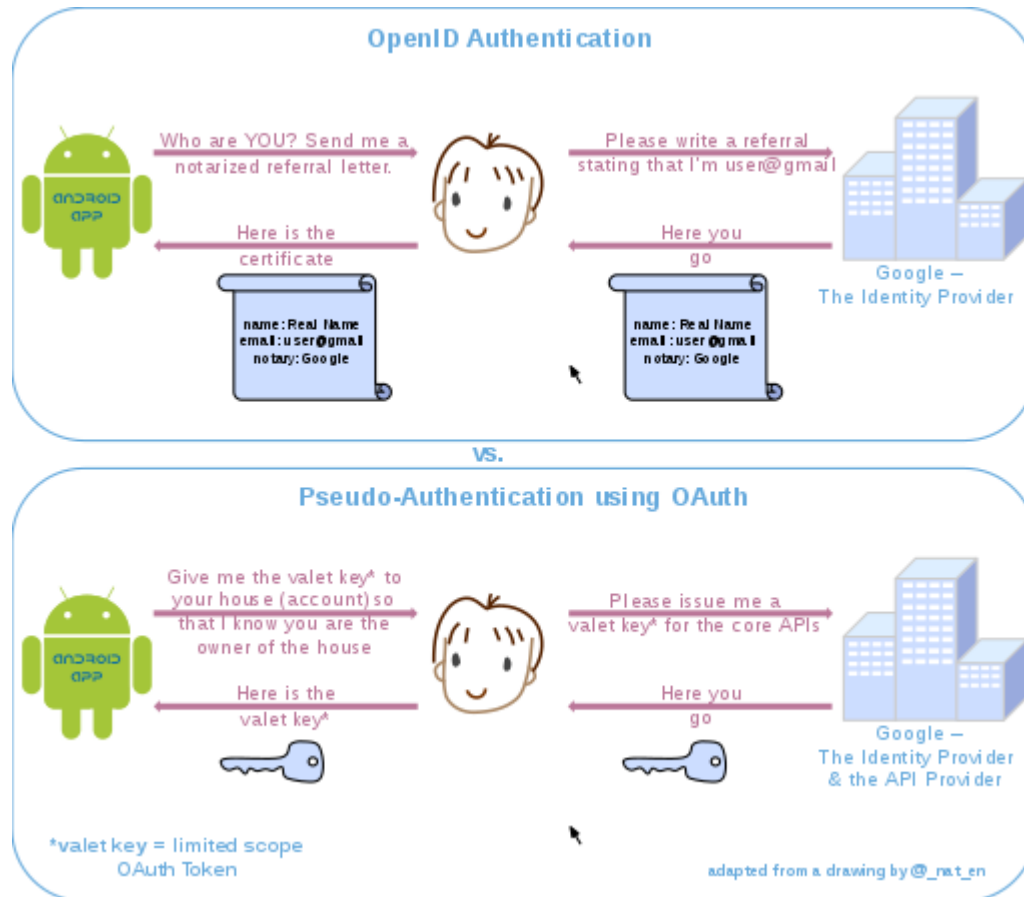 OpenID Authentication
Who are YOU? Send me a
notarized referral letter.
Please write a referral
stating that I'm user@gmail
ANDROID
APP
Here is the
certificate
Here you
go
Google –
The Identity Provider
name: Real Name
email: user@gmail
notary: Google
name: Real Name
email: user@gmail
notary: Google
vs.
Pseudo-Authentication using OAuth
Give me the valet key* to
your house (account) so
that I know you are the
owner of the house
Please issue me a
valet key* for the core APIs
ANDROID
APP
Here is the
valet key*
Here you
go
Google –
The Identity Provider
& the API Provider
*valet key = limited scope
OAuth Token
adapted from a drawing by @_nat_en